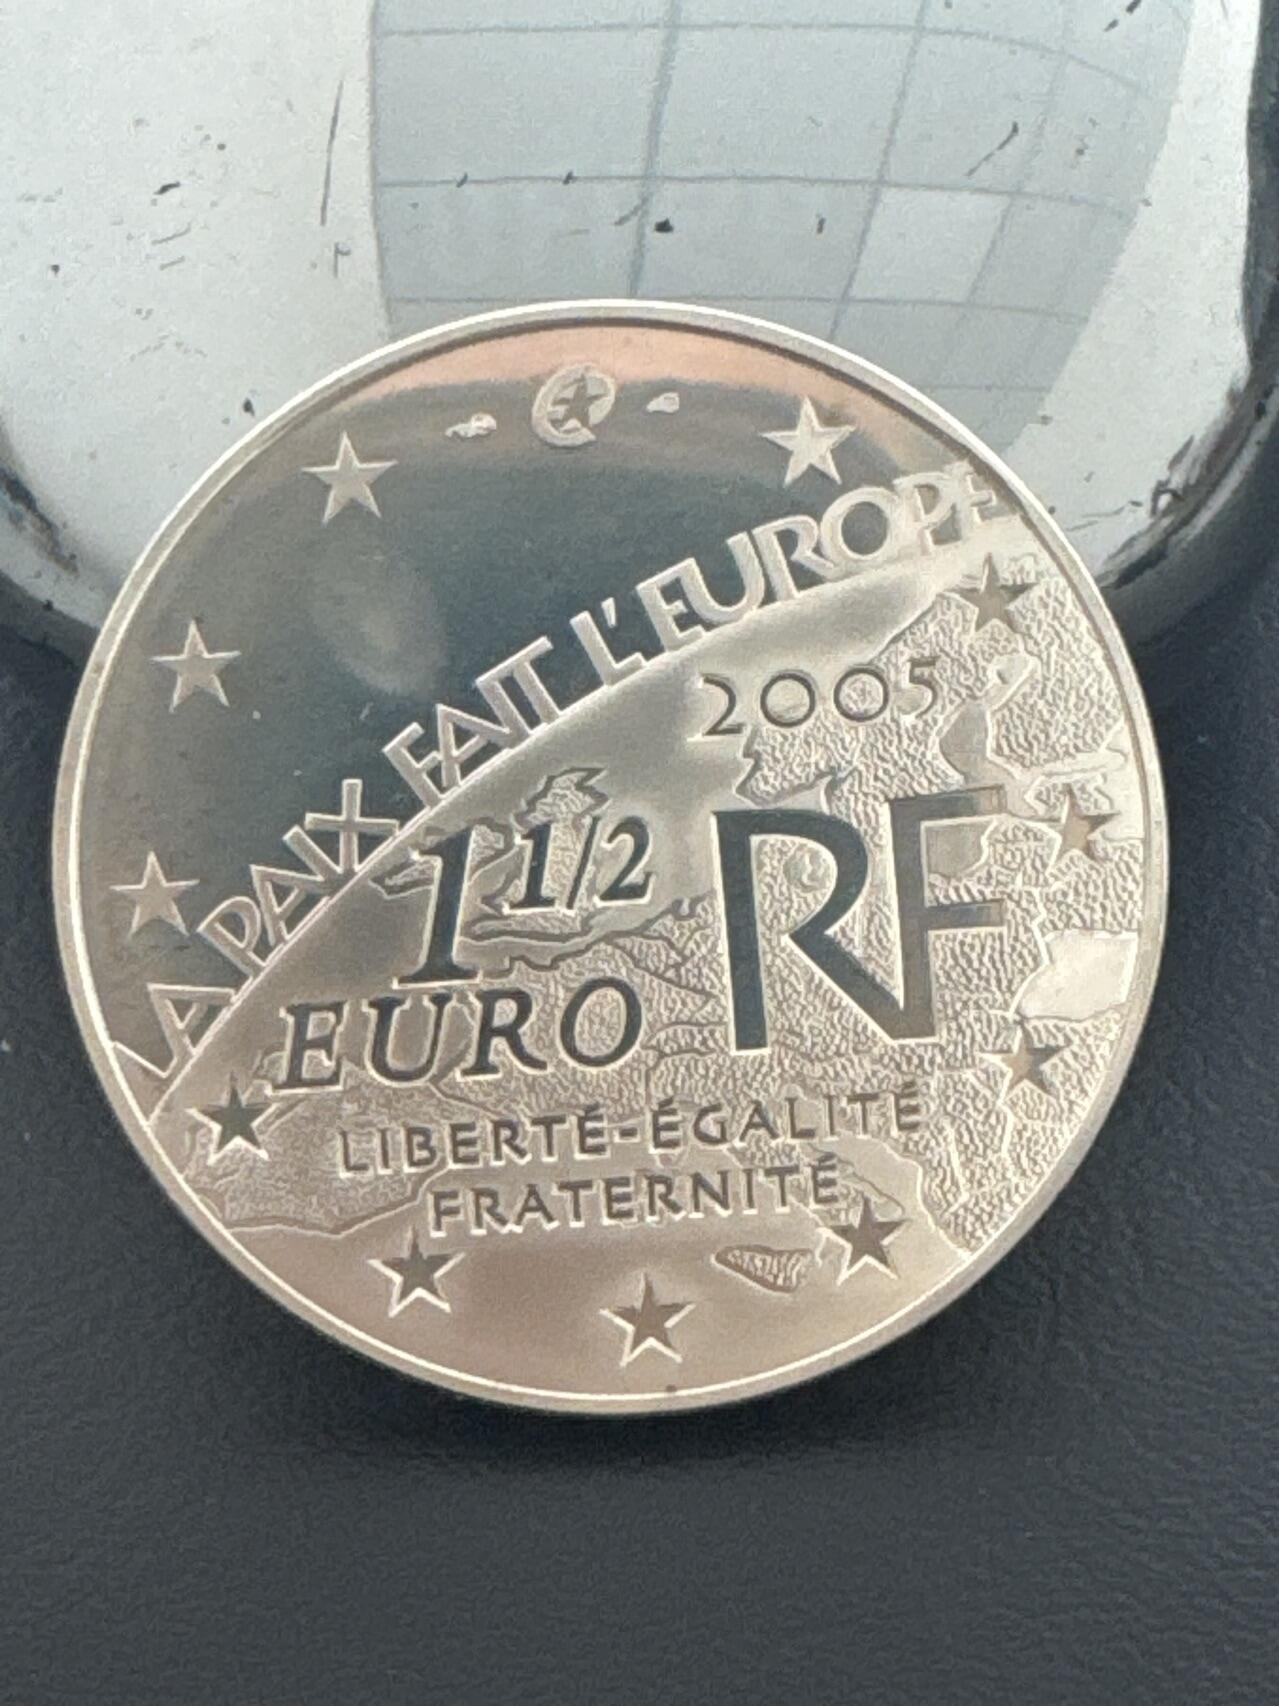 LA PAIX FAIT L'EUROPE
2005
1 1/2
EURO
RF
LIBERTÉ-ÉGALITÉ
FRATERNITÉ